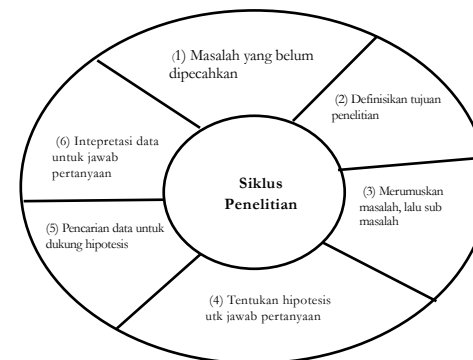 (1) Masalah yang belum
dipecahkan
(2) Definisikan tujuan
penelitian
(3) Merumuskan
masalah, lalu sub
masalah
(4) Tentukan hipotesis
utk jawab pertanyaan
(5) Pencarian data untuk
dukung hipotesis
(6) Intepretasi data
untuk jawab
pertanyaan
Siklus
Penelitian